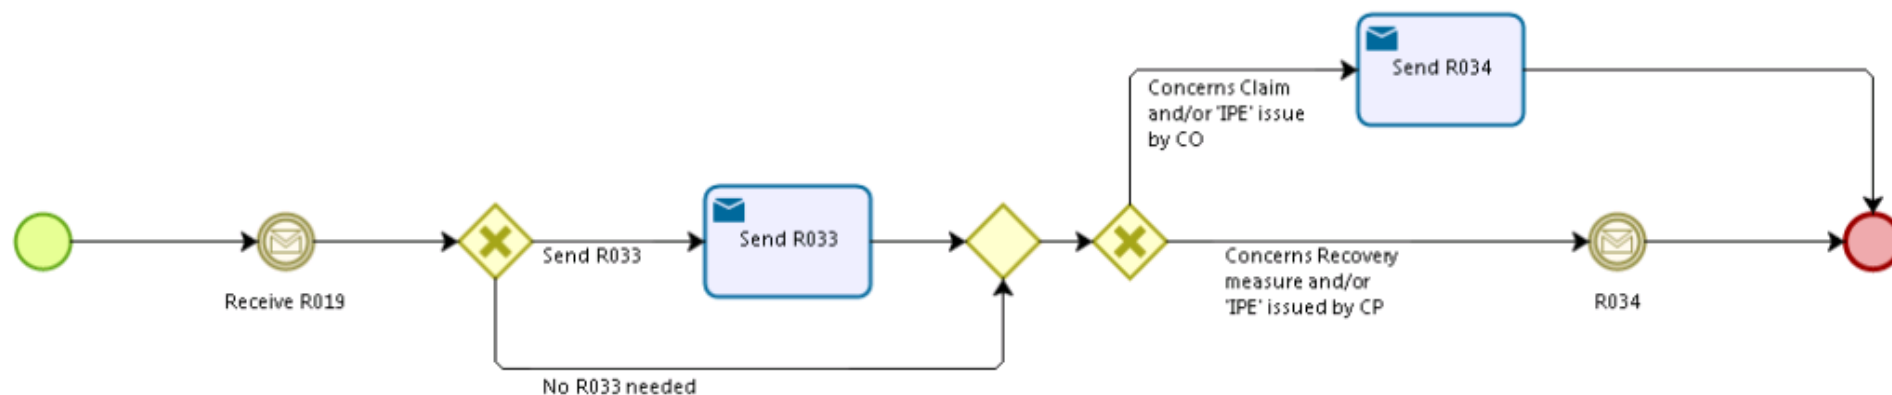 Receive R019
Send R033
No R033 needed
Send R033
Concerns Claim
and/or 'IPE' issue
by CO
Send R034
Concerns Recovery
measure and/or
'IPE' issued by CP
R034